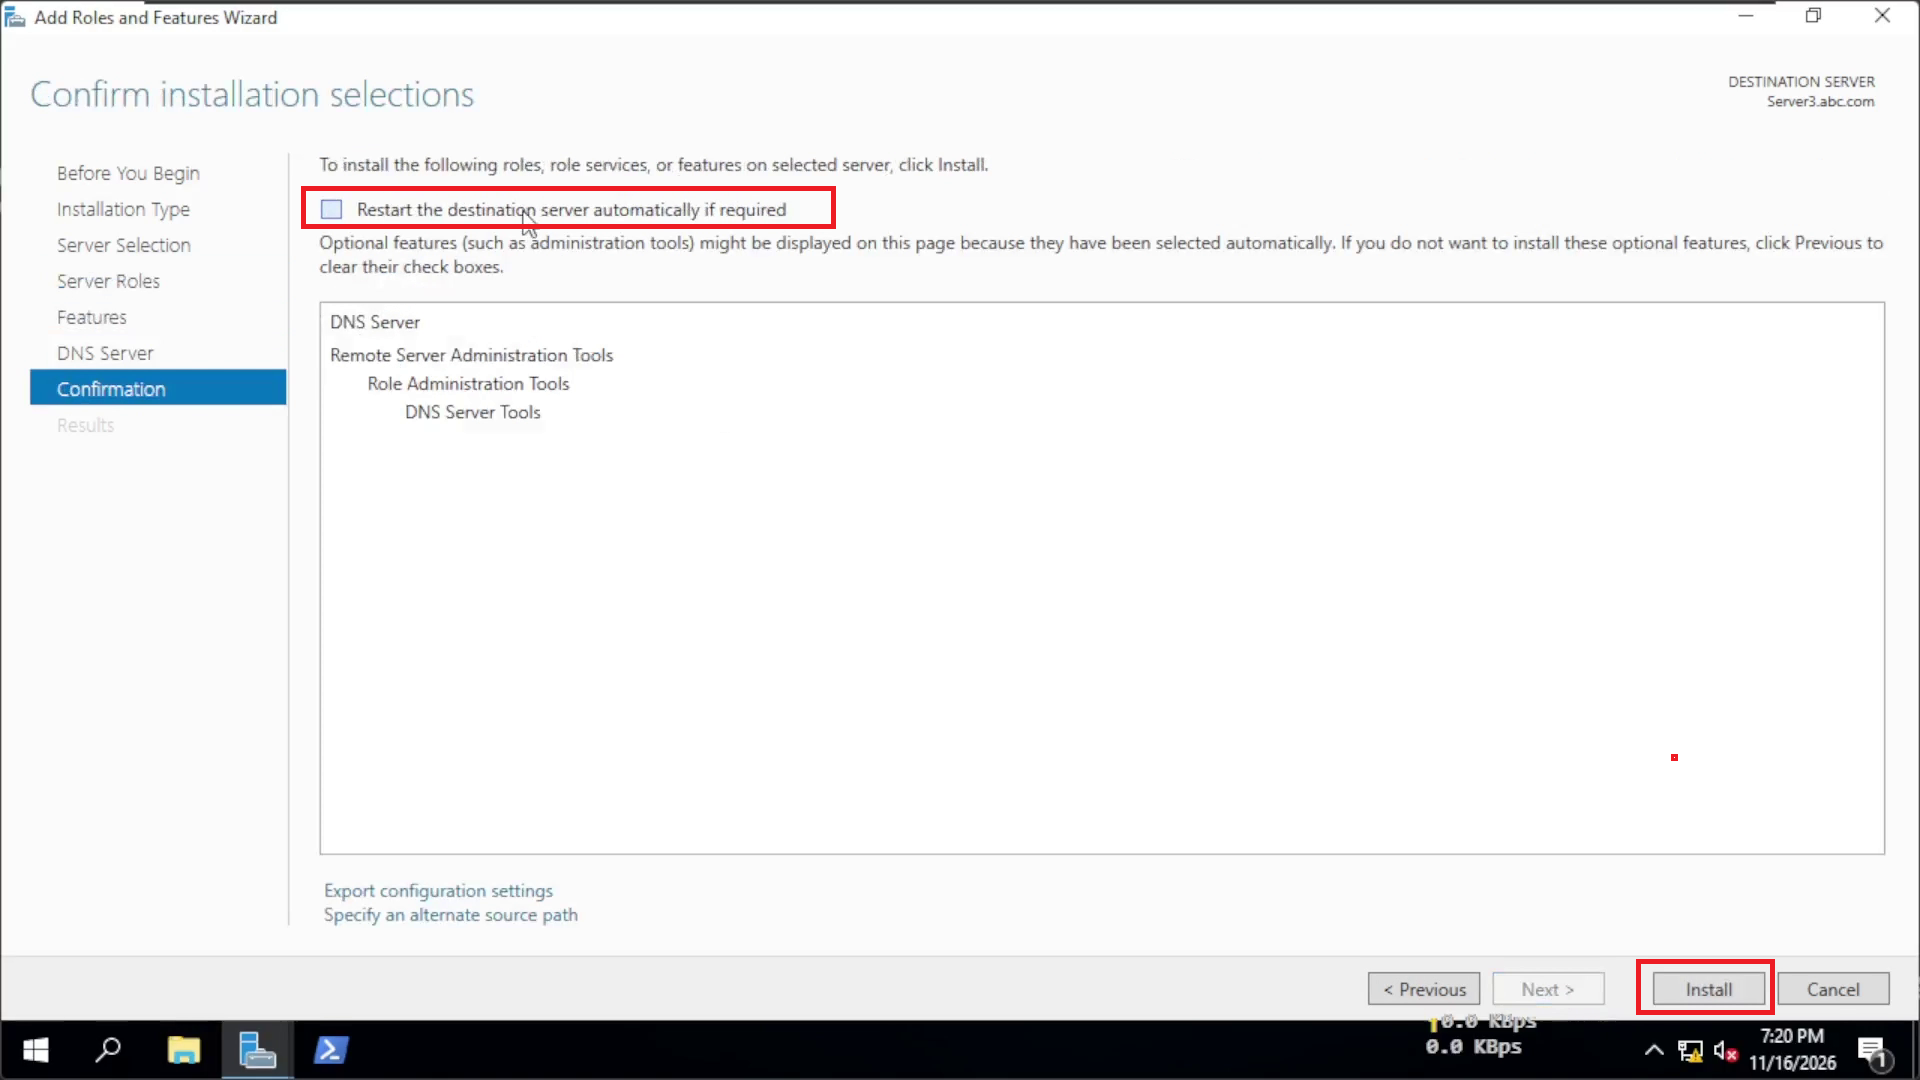 Add Roles and Features Wizard
Confirm installation selections
DESTINATION SERVER
Server3.abc.com
Before You Begin
Installation Type
Server Selection
Server Roles
Features
DNS Server
Confirmation
Results
To install the following roles, role services, or features on selected server, click Install.
Restart the destination server automatically if required
Optional features (such as administration tools) might be displayed on this page because they have been selected automatically. If you do not want to install these optional features, click Previous to
clear their check boxes.
DNS Server
Remote Server Administration Tools
Role Administration Tools
DNS Server Tools
Export configuration settings
Specify an alternate source path
< Previous
Next >
Install
Cancel
0.0 KBps
0.0 KBps
7:20 PM
11/16/2026
1